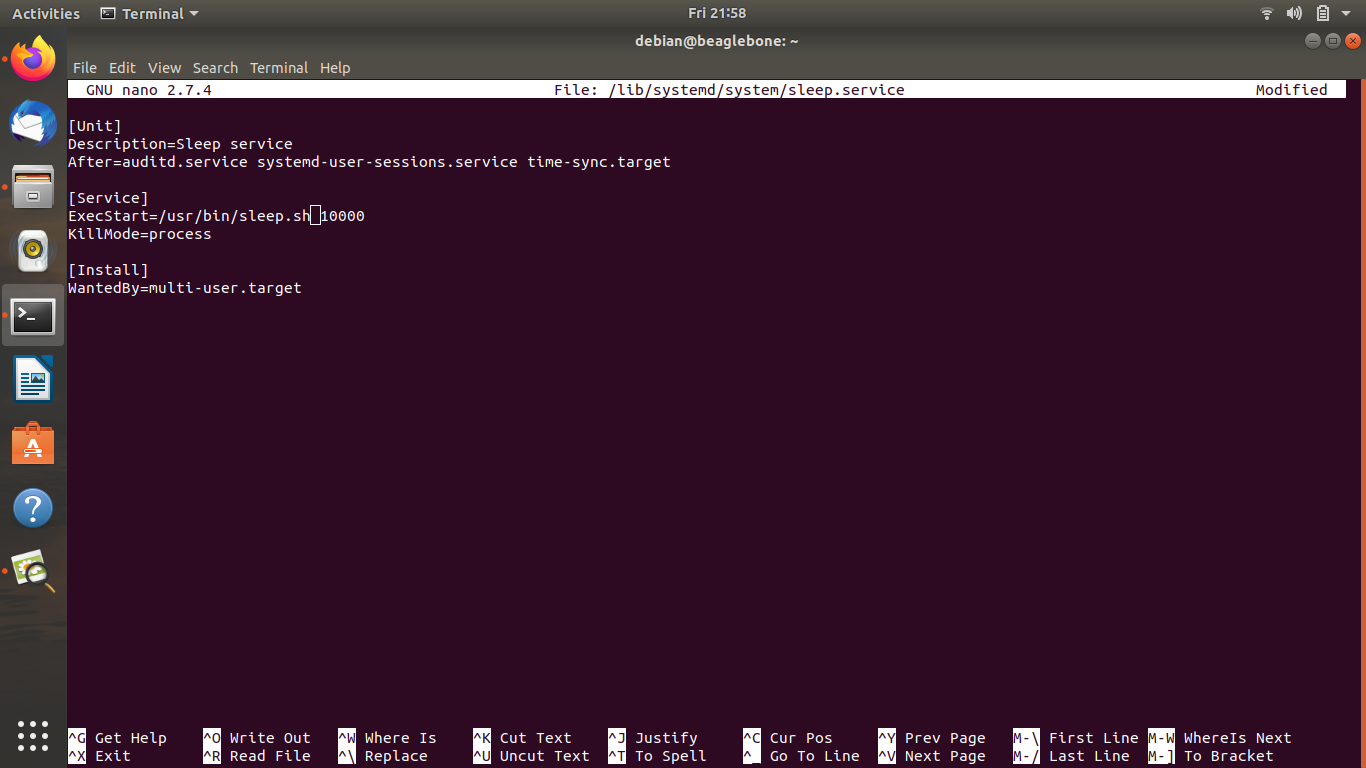 Activities Terminal Fri 21:58
debian@beaglebone: ~
File Edit View Search Terminal Help
GNU nano 2.7.4 File: /lib/systemd/system/sleep.service Modified
[Unit]
Description=Sleep service
After=auditd.service systemd-user-sessions.service time-sync.target
[Service]
ExecStart=/usr/bin/sleep.sh 10000
KillMode=process
[Install]
WantedBy=multi-user.target
^G Get Help ^O Write Out ^W Where Is ^K Cut Text ^J Justify ^C Cur Pos ^Y Prev Page M-\ First Line M-W WhereIs Next
^X Exit ^R Read File ^\ Replace ^U Uncut Text ^T To Spell ^_ Go To Line ^V Next Page M-/ Last Line M-] To Bracket